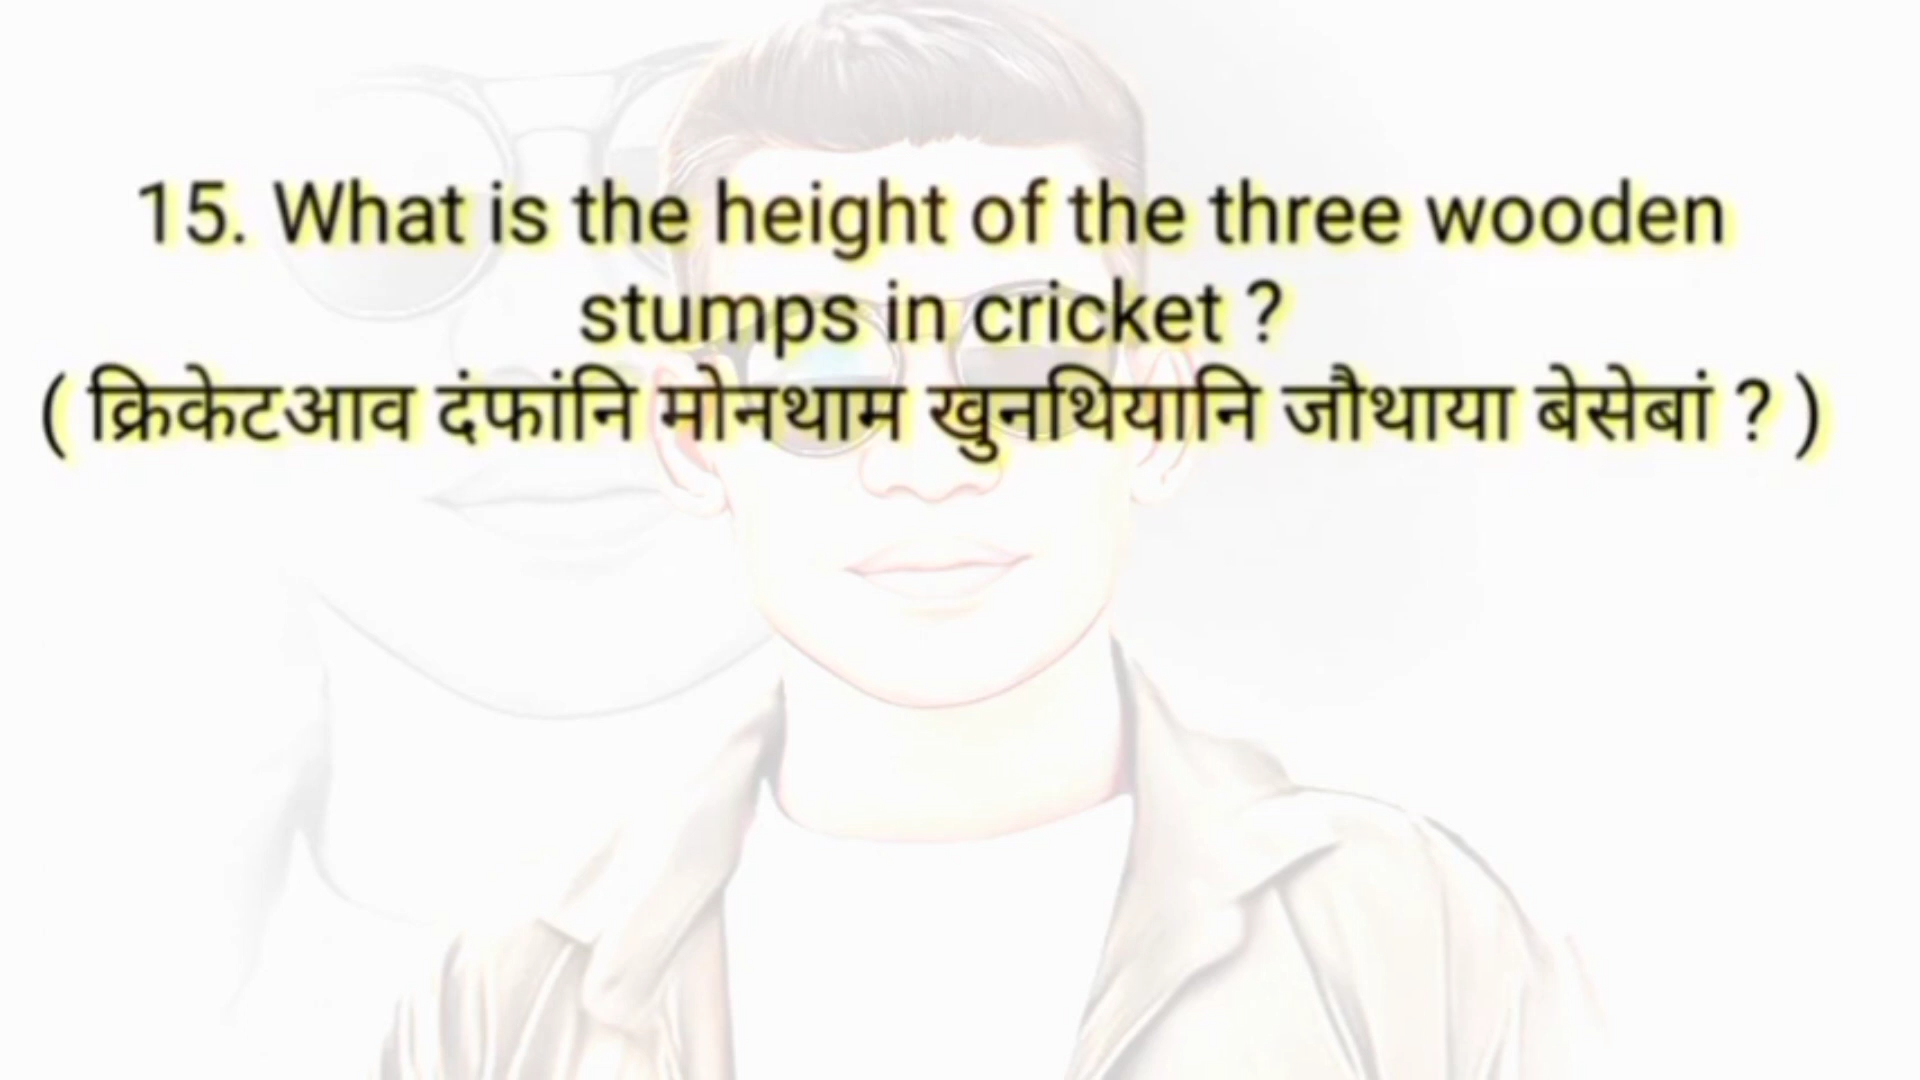 15. What is the height of the three wooden
stumps in cricket ?
( क्रिकेटआव दंफांनि मोनथाम खुनथियानि जौथाया बेसेबां ? )